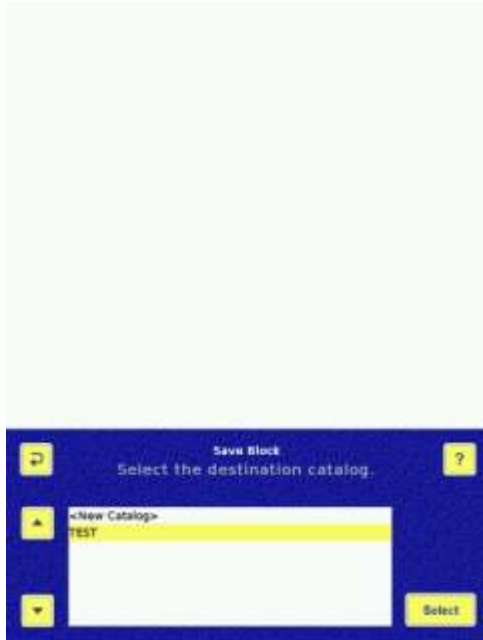 Save Block
Select the destination catalog.
?
<New Catalog>
TEST
Select